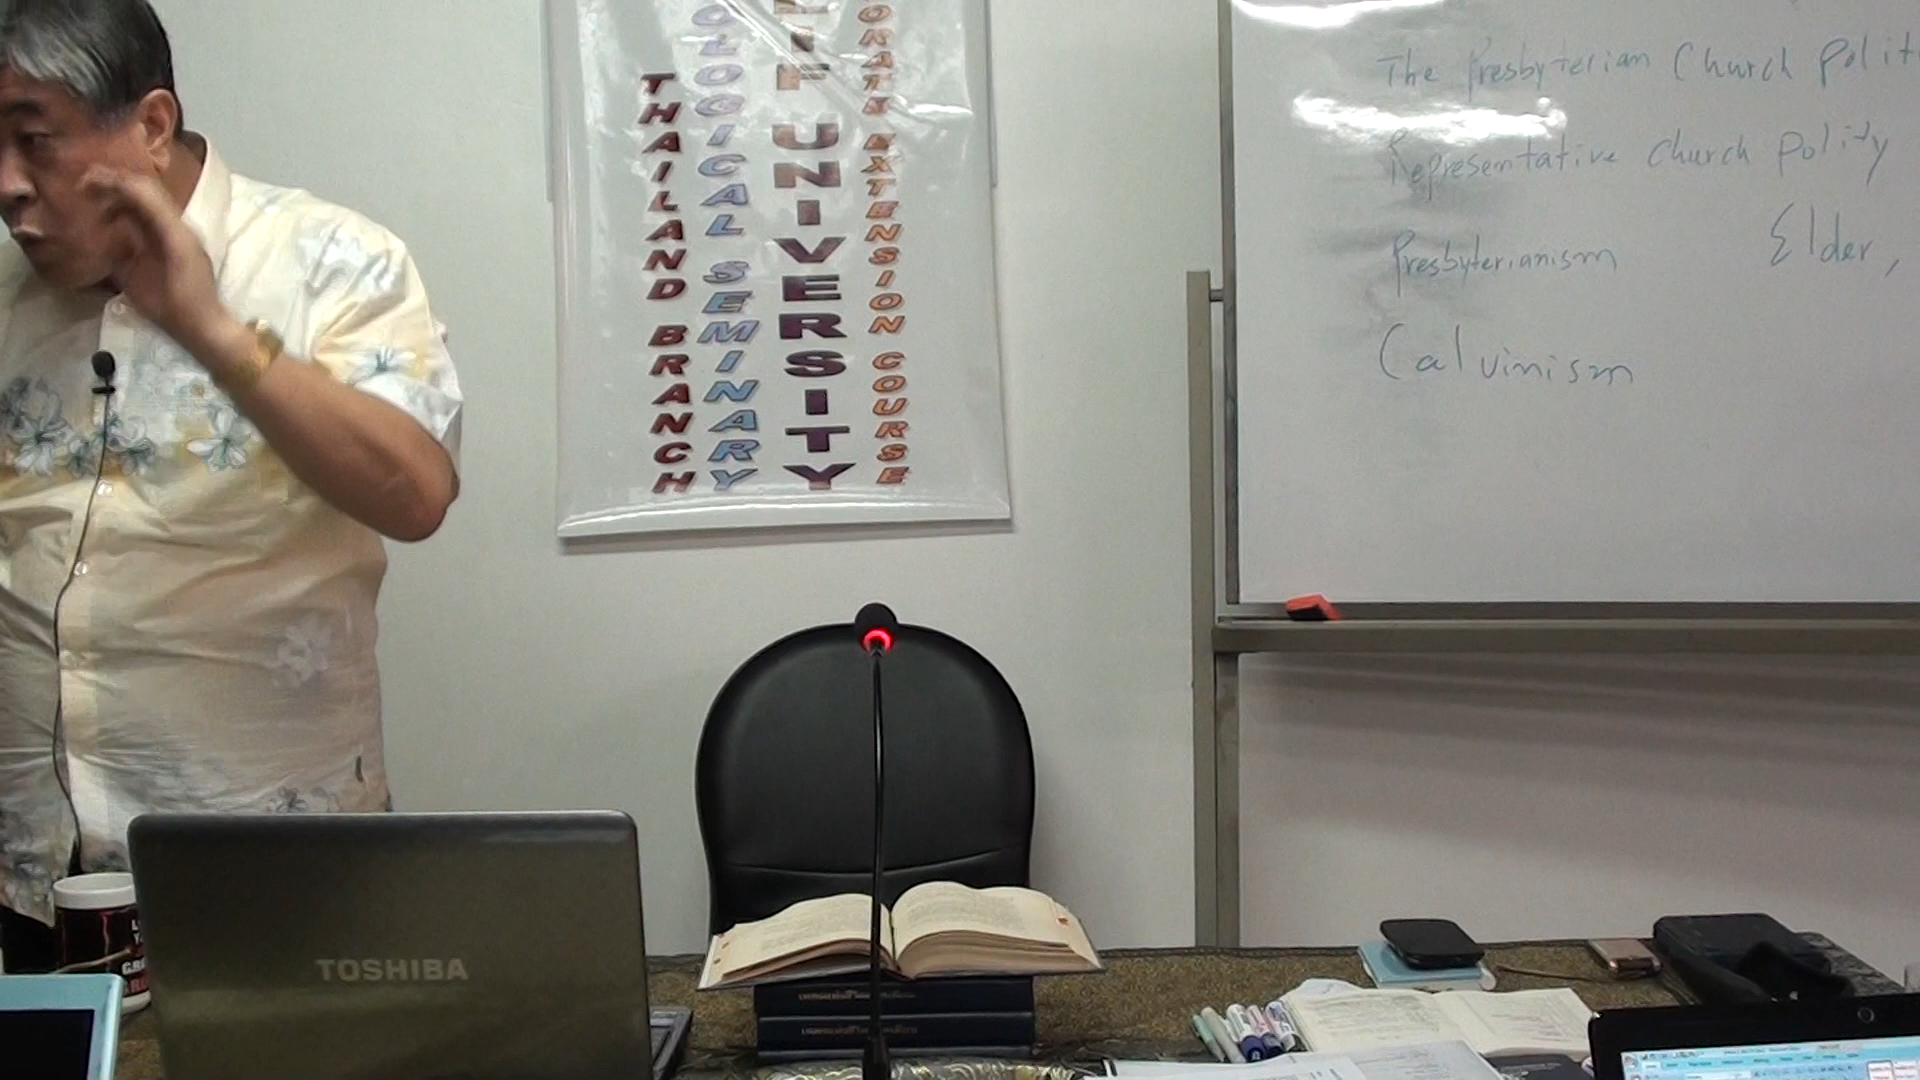 THAILAND BRANCH
OLOGICAL SEMINARY
UNIVERSITY
EXTENSION COURSE
The Presbyterian Church Polit
Representative church polity
Presbyterianism Elder,
Calvinism
TOSHIBA